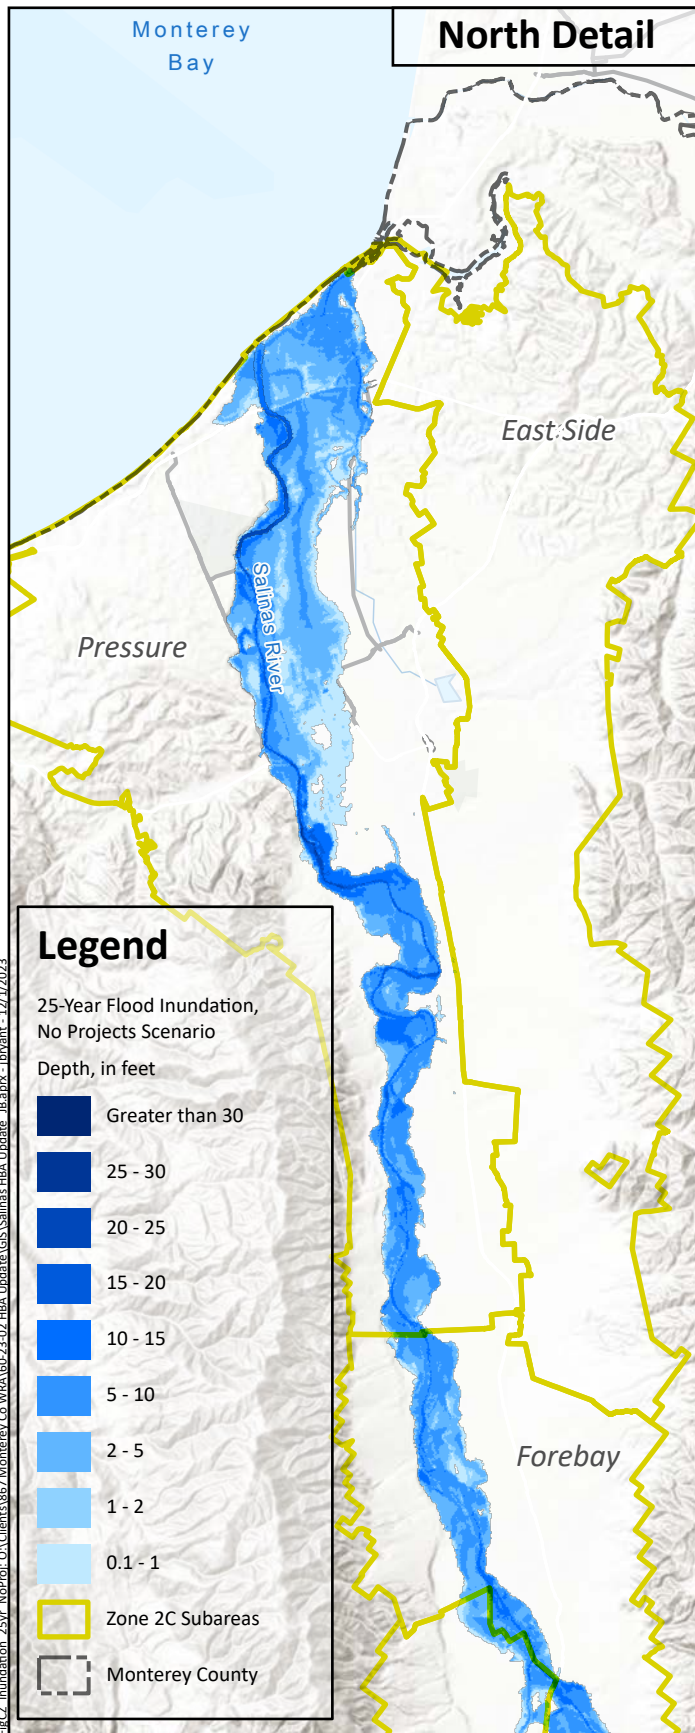 North Detail
Monterey
Bay
East Side
Salinas River
Pressure
Legend
25-Year Flood Inundation,
No Projects Scenario
Depth, in feet
Greater than 30
25 - 30
20 - 25
15 - 20
10 - 15
5 - 10
2 - 5
1 - 2
0.1 - 1
Zone 2C Subareas
Monterey County
Forebay